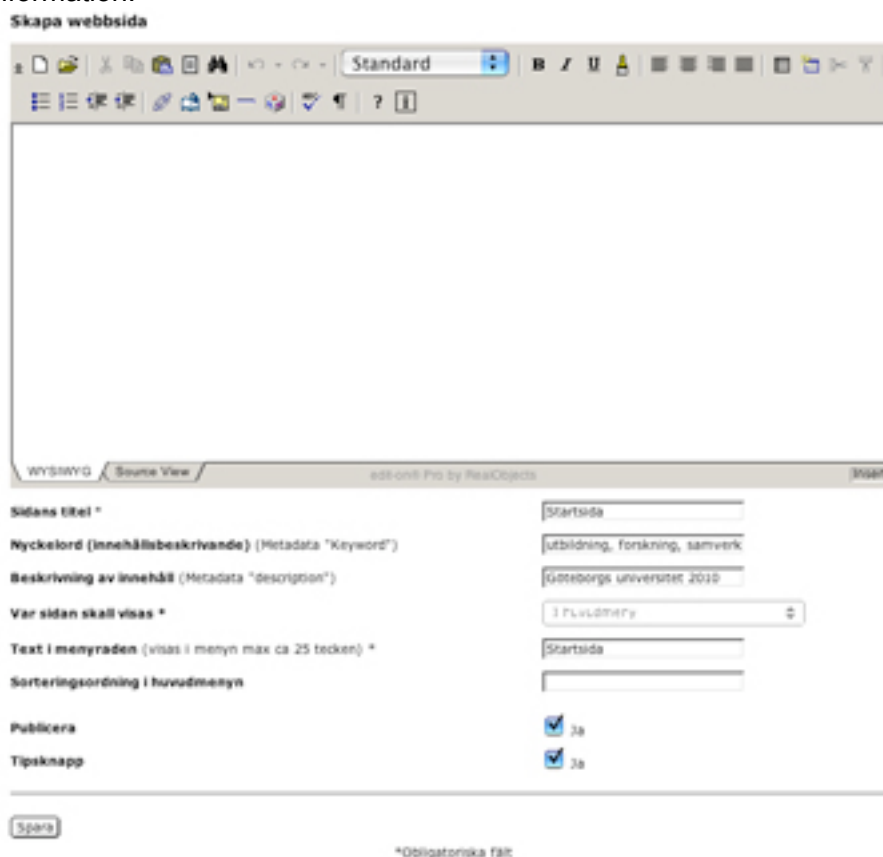 Skapa webbsida
Standard
B I U
?
WYSIWYG Source View edit-on® Pro by RealObjects
Sidans titel * Startsida
Nyckelord (innehållsbeskrivande) (Metadata "Keyword") utbildning, forskning, samverk
Beskrivning av innehåll (Metadata "description") Göteborgs universitet 2010
Var sidan skall visas * I huvudmeny
Text i menyraden (visas i menyn max ca 25 tecken) * Startsida
Sorteringsordning i huvudmenyn
Publicera Ja
Tipsknapp Ja
Spara
*Obligatoriska fält